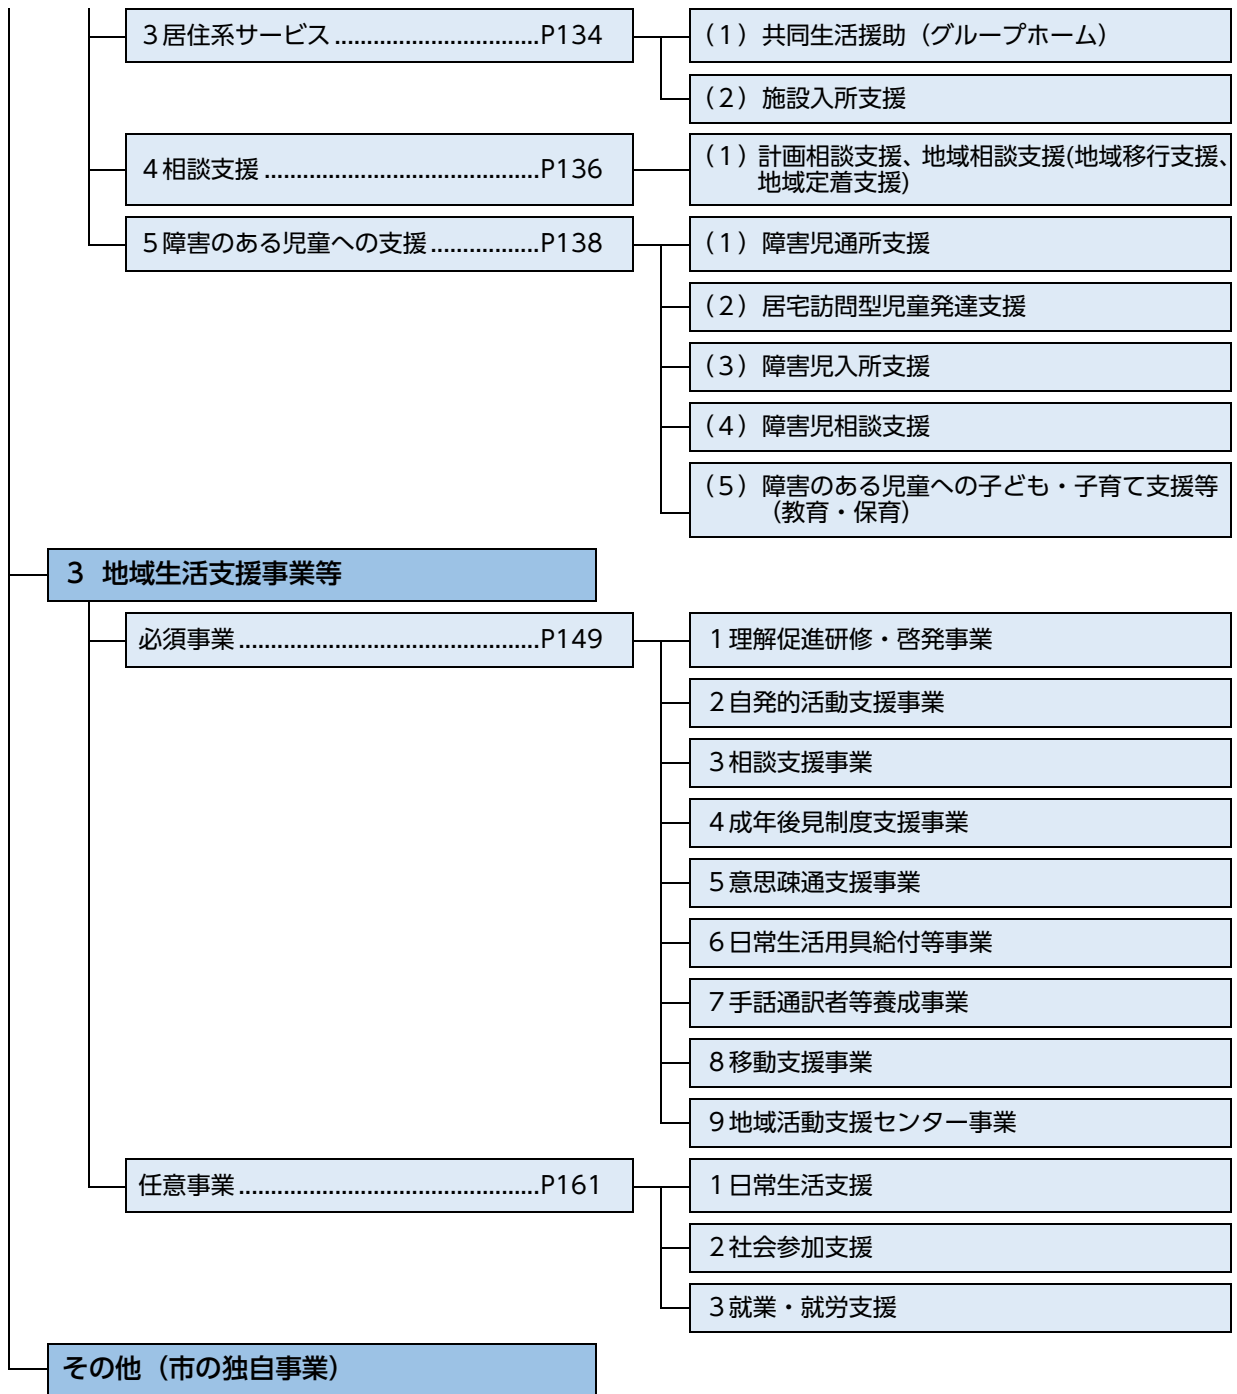 ３居住系サービス................................P134
（１）共同生活援助（グループホーム）
（２）施設入所支援
４相談支援...........................................P136
（１）計画相談支援、地域相談支援(地域移行支援、
地域定着支援)
５障害のある児童への支援.................P138
（１）障害児通所支援
（２）居宅訪問型児童発達支援
（３）障害児入所支援
（４）障害児相談支援
（５）障害のある児童への子ども・子育て支援等
（教育・保育）
３ 地域生活支援事業等
必須事業...............................................P149
１理解促進研修・啓発事業
２自発的活動支援事業
３相談支援事業
４成年後見制度支援事業
５意思疎通支援事業
６日常生活用具給付等事業
７手話通訳者等養成事業
８移動支援事業
９地域活動支援センター事業
任意事業...............................................P161
１日常生活支援
２社会参加支援
３就業・就労支援
その他（市の独自事業）